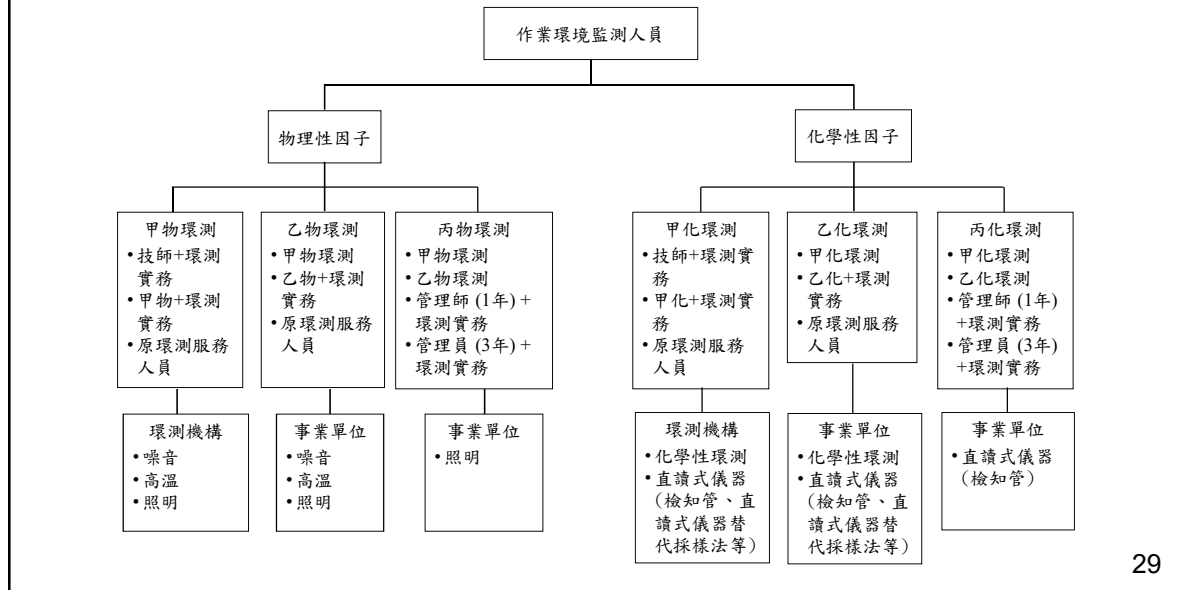 作業環境監測人員
物理性因子
化學性因子
甲物環測
•技師+環測
實務
•甲物+環測
實務
•原環測服務
人員
乙物環測
•甲物環測
•乙物+環測
實務
•原環測服務
人員
丙物環測
•甲物環測
•乙物環測
•管理師 (1年) +
環測實務
•管理員 (3年) +
環測實務
甲化環測
•技師+環測實
務
•甲化+環測實
務
•原環測服務
人員
乙化環測
•甲化環測
•乙化+環測
實務
•原環測服務
人員
丙化環測
•甲化環測
•乙化環測
•管理師 (1年)
+環測實務
•管理員 (3年)
+環測實務
環測機構
•噪音
•高溫
•照明
事業單位
•噪音
•高溫
•照明
事業單位
•照明
環測機構
•化學性環測
•直讀式儀器
（檢知管、直
讀式儀器替
代採樣法等）
事業單位
•化學性環測
•直讀式儀器
（檢知管、直
讀式儀器替
代採樣法等）
事業單位
•直讀式儀器
（檢知管）
29